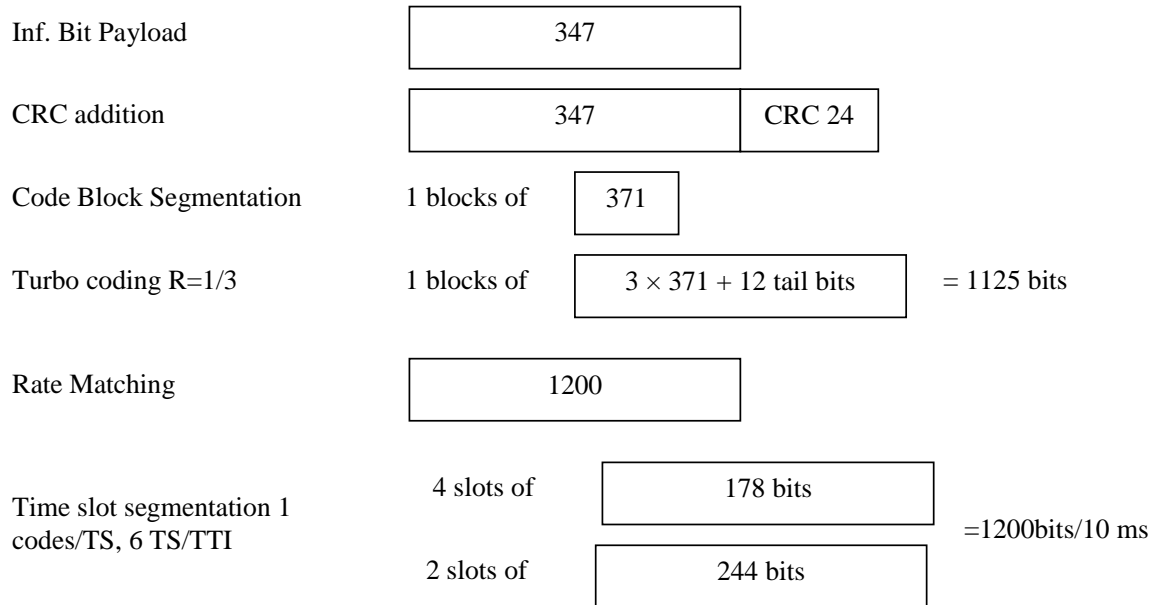 Inf. Bit Payload
347
CRC addition
347
CRC 24
Code Block Segmentation
1 blocks of
371
Turbo coding R=1/3
1 blocks of
3 × 371 + 12 tail bits
= 1125 bits
Rate Matching
1200
Time slot segmentation 1
codes/TS, 6 TS/TTI
4 slots of
178 bits
=1200bits/10 ms
2 slots of
244 bits